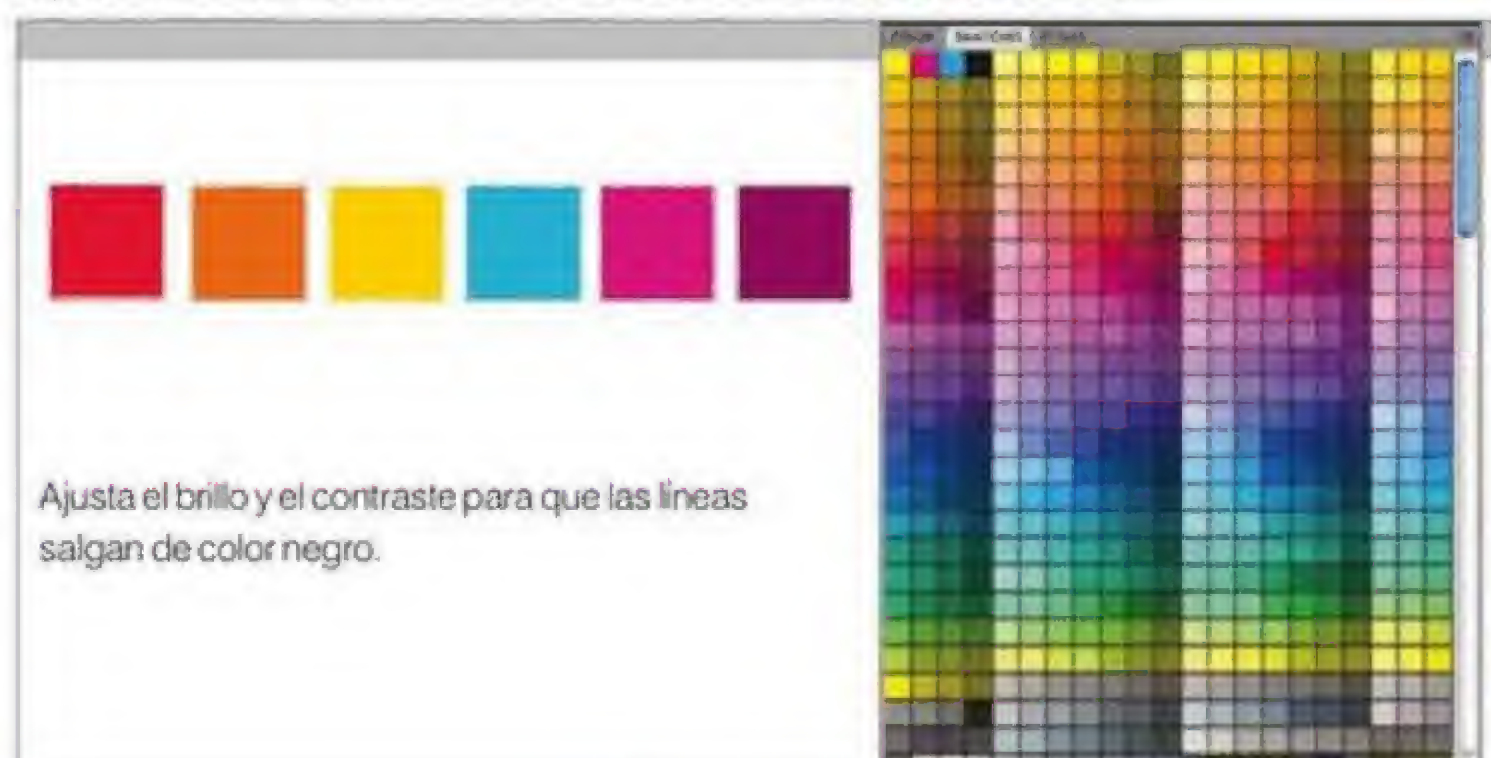 Ajusta el brillo y el contraste para que las líneas
salgan de color negro.